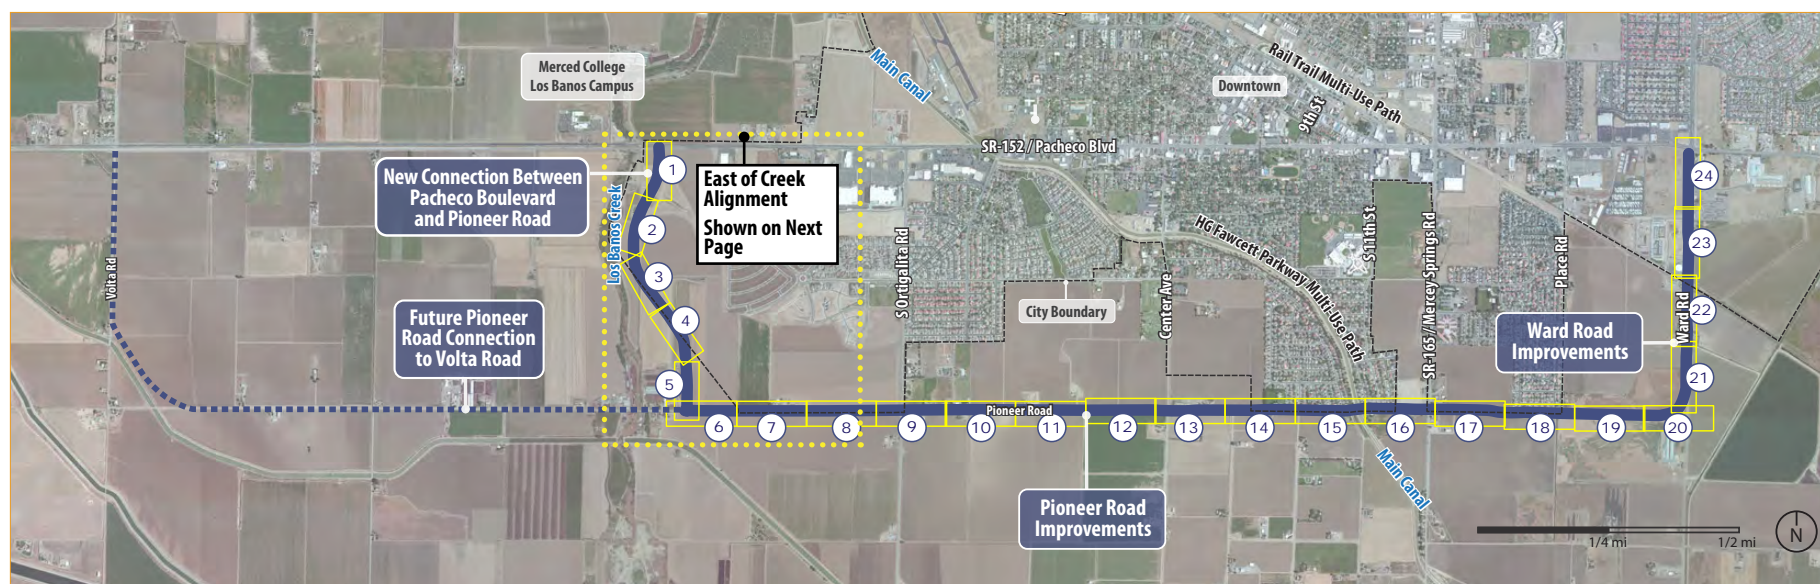 Merced College
Los Banos Campus
Main Canal
Rail Trail Multi-Use Path
Downtown
9th St
SR-152 / Pacheco Blvd
New Connection Between
Pacheco Boulevard
and Pioneer Road
East of Creek
Alignment
Shown on Next
Page
Los Banos Creek
Volta Rd
S Ortigalita Rd
HG Fawcett Parkway Multi-Use Path
S 11th St
SR-165 / Mercey Springs Rd
Place Rd
Ward Rd
Center Ave
City Boundary
Future Pioneer
Road Connection
to Volta Road
Ward Road
Improvements
Pioneer Road
Pioneer Road
Improvements
Main Canal
1
2
3
4
5
6
7
8
9
10
11
12
13
14
15
16
17
18
19
20
21
22
23
24
1/4 mi
1/2 mi
N